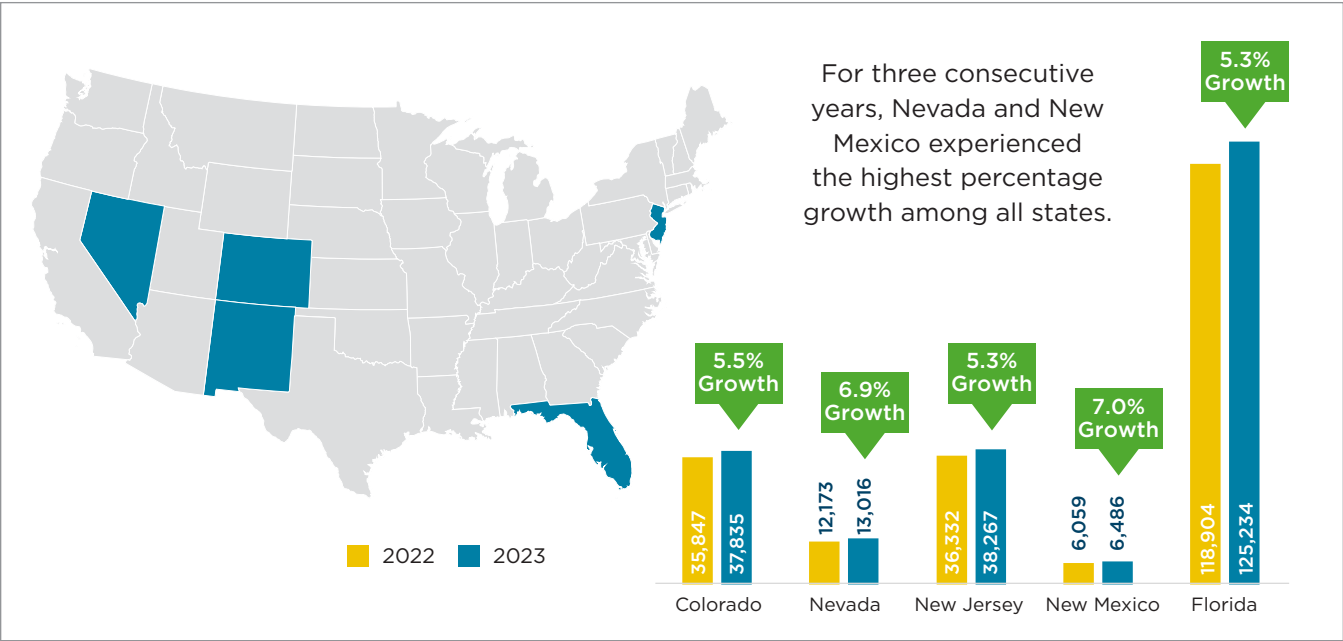 For three consecutive
years, Nevada and New
Mexico experienced
the highest percentage
growth among all states.
2022
2023
5.5%
Growth
35,847
37,835
Colorado
6.9%
Growth
12,173
13,016
Nevada
5.3%
Growth
36,332
38,267
New Jersey
7.0%
Growth
6,059
6,486
New Mexico
5.3%
Growth
118,904
125,234
Florida